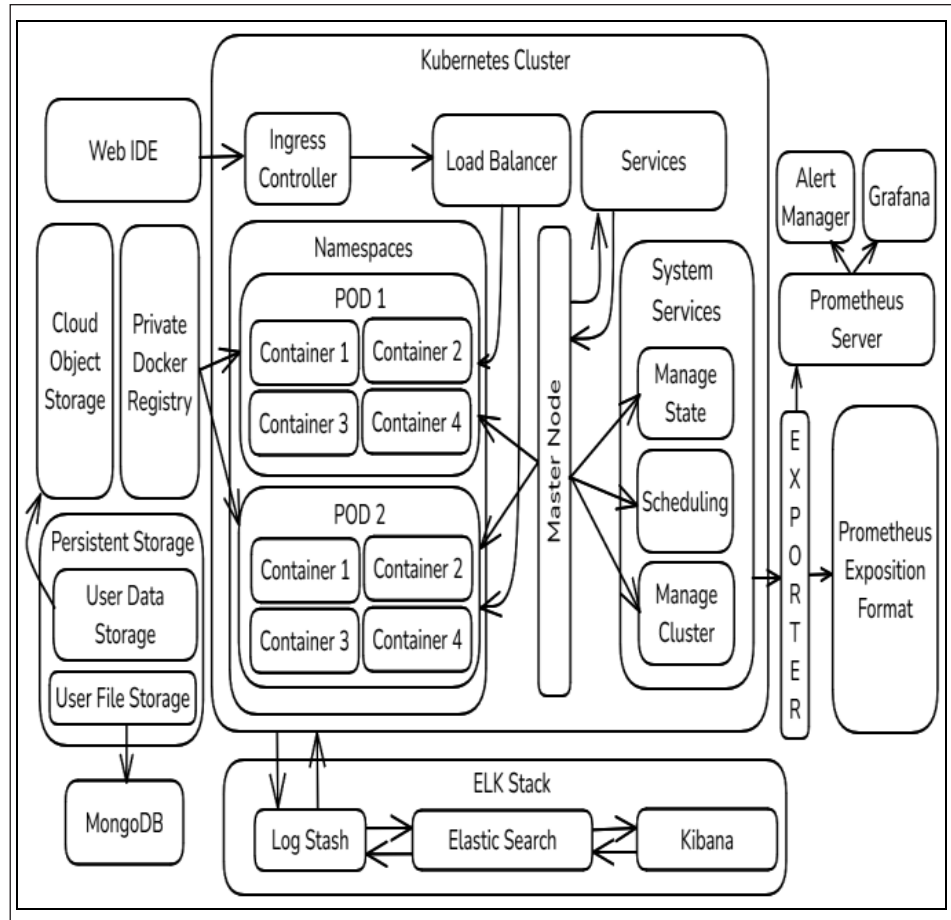 Kubernetes Cluster
Web IDE
Ingress
Controller
Load Balancer
Services
Alert
Manager
Grafana
Cloud
Object
Storage
Private
Docker
Registry
Namespaces
POD 1
Container 1
Container 2
Container 3
Container 4
POD 2
Container 1
Container 2
Container 3
Container 4
Master Node
System
Services
Manage
State
Scheduling
Manage
Cluster
Prometheus
Server
EXPORTER
Prometheus
Exposition
Format
Persistent Storage
User Data
Storage
User File Storage
MongoDB
ELK Stack
Log Stash
Elastic Search
Kibana